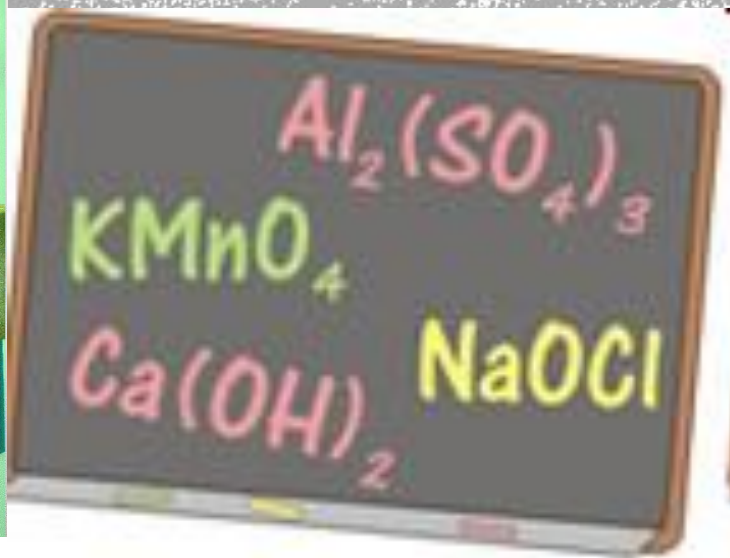 Al₂(SO₄)₃
KMnO₄
NaOCl
Ca(OH)₂